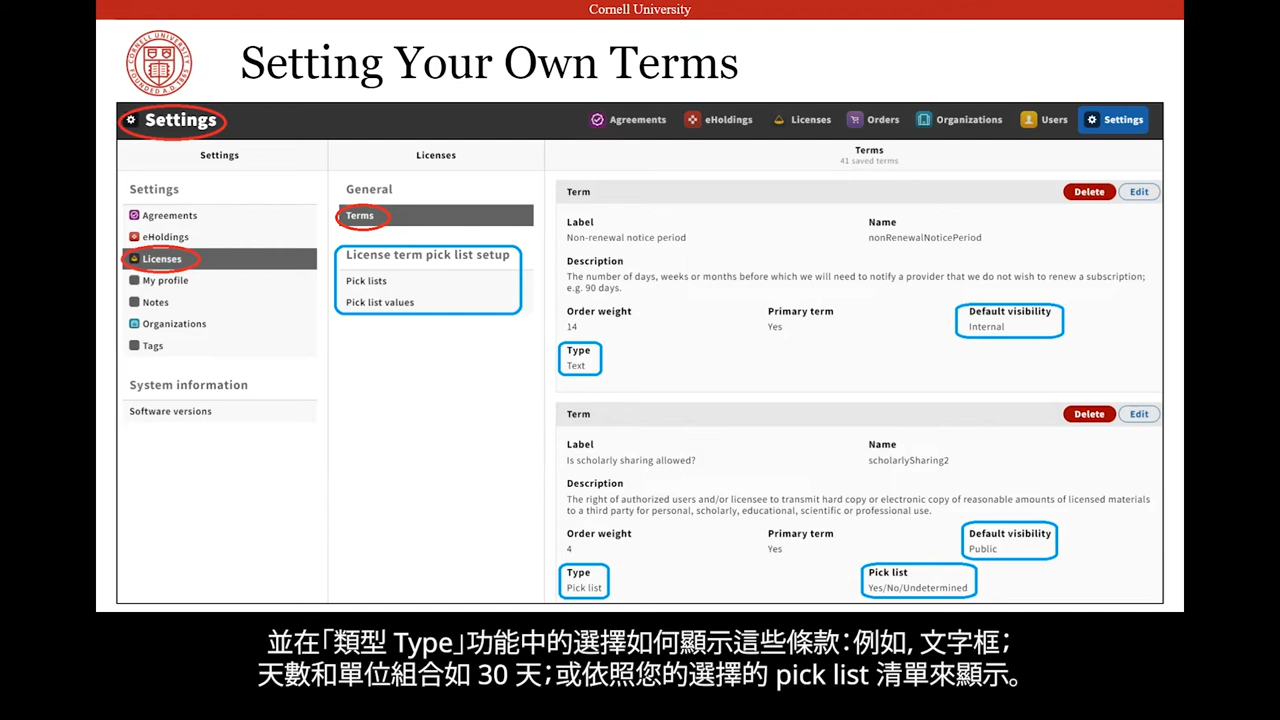 Cornell University
CORNELL UNIVERSITY
FOUNDED A.D. 1865
Setting Your Own Terms
Settings
Agreements
eHoldings
Licenses
Orders
Organizations
Users
Settings
Settings
Licenses
Terms
41 saved terms
Settings
Agreements
eHoldings
Licenses
My profile
Notes
Organizations
Tags
System information
Software versions
General
Terms
License term pick list setup
Pick lists
Pick list values
Term
Delete
Edit
Label
Non-renewal notice period
Name
nonRenewalNoticePeriod
Description
The number of days, weeks or months before which we will need to notify a provider that we do not wish to renew a subscription;
e.g. 90 days.
Order weight
14
Primary term
Yes
Default visibility
Internal
Type
Text
Term
Delete
Edit
Label
Is scholarly sharing allowed?
Name
scholarlySharing2
Description
The right of authorized users and/or licensee to transmit hard copy or electronic copy of reasonable amounts of licensed materials
to a third party for personal, scholarly, educational, scientific or professional use.
Order weight
4
Primary term
Yes
Default visibility
Public
Type
Pick list
Pick list
Yes/No/Undetermined
並在「類型 Type」功能中的選擇如何顯示這些條款：例如, 文字框；
天數和單位組合如 30 天；或依照您的選擇的 pick list 清單來顯示。